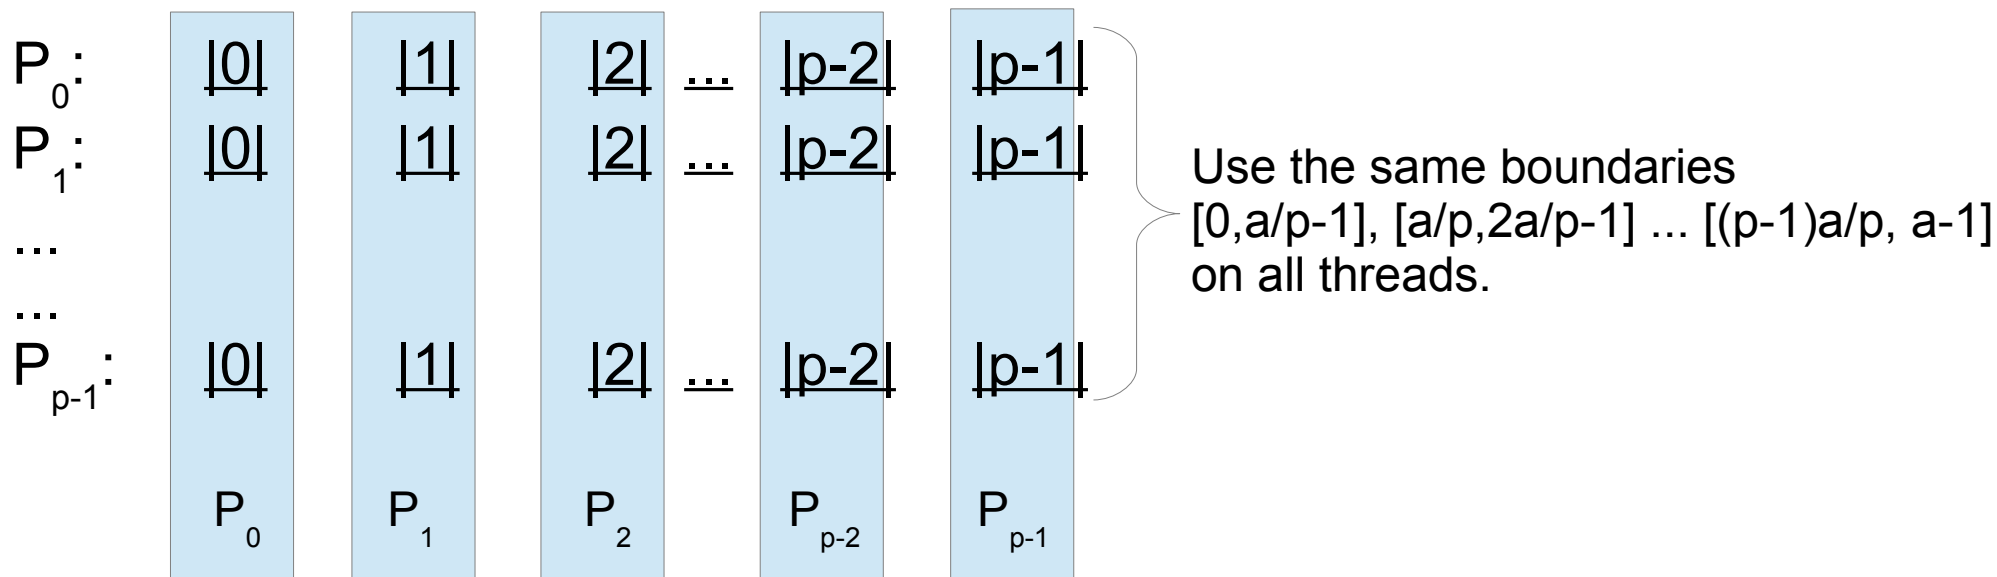 P0: |0| |1| |2| ... |p-2| |p-1|
P1: |0| |1| |2| ... |p-2| |p-1|
...
...
Pp-1: |0| |1| |2| ... |p-2| |p-1|
P0 P1 P2 Pp-2 Pp-1
Use the same boundaries
[0,a/p-1], [a/p,2a/p-1] ... [(p-1)a/p, a-1]
on all threads.